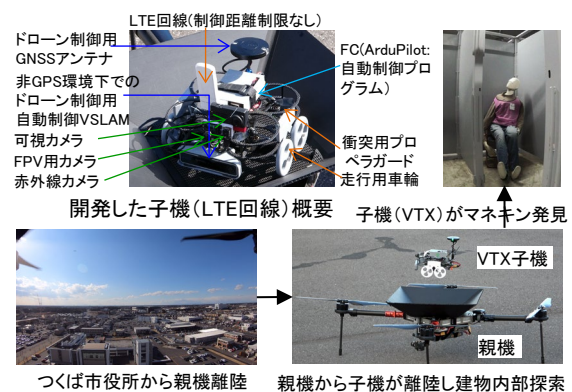 LTE回線(制御距離制限なし)
ドローン制御用
GNSSアンテナ
非GPS環境下での
ドローン制御用
自動制御VSLAM
可視カメラ
FPV用カメラ
赤外線カメラ
FC(ArduPilot:
自動制御プロ
グラム)
衝突用プロ
ペラガード
走行用車輪
開発した子機(LTE回線)概要
子機(VTX)がマネキン発見
VTX子機
親機
つくば市役所から親機離陸
親機から子機が離陸し建物内部探索